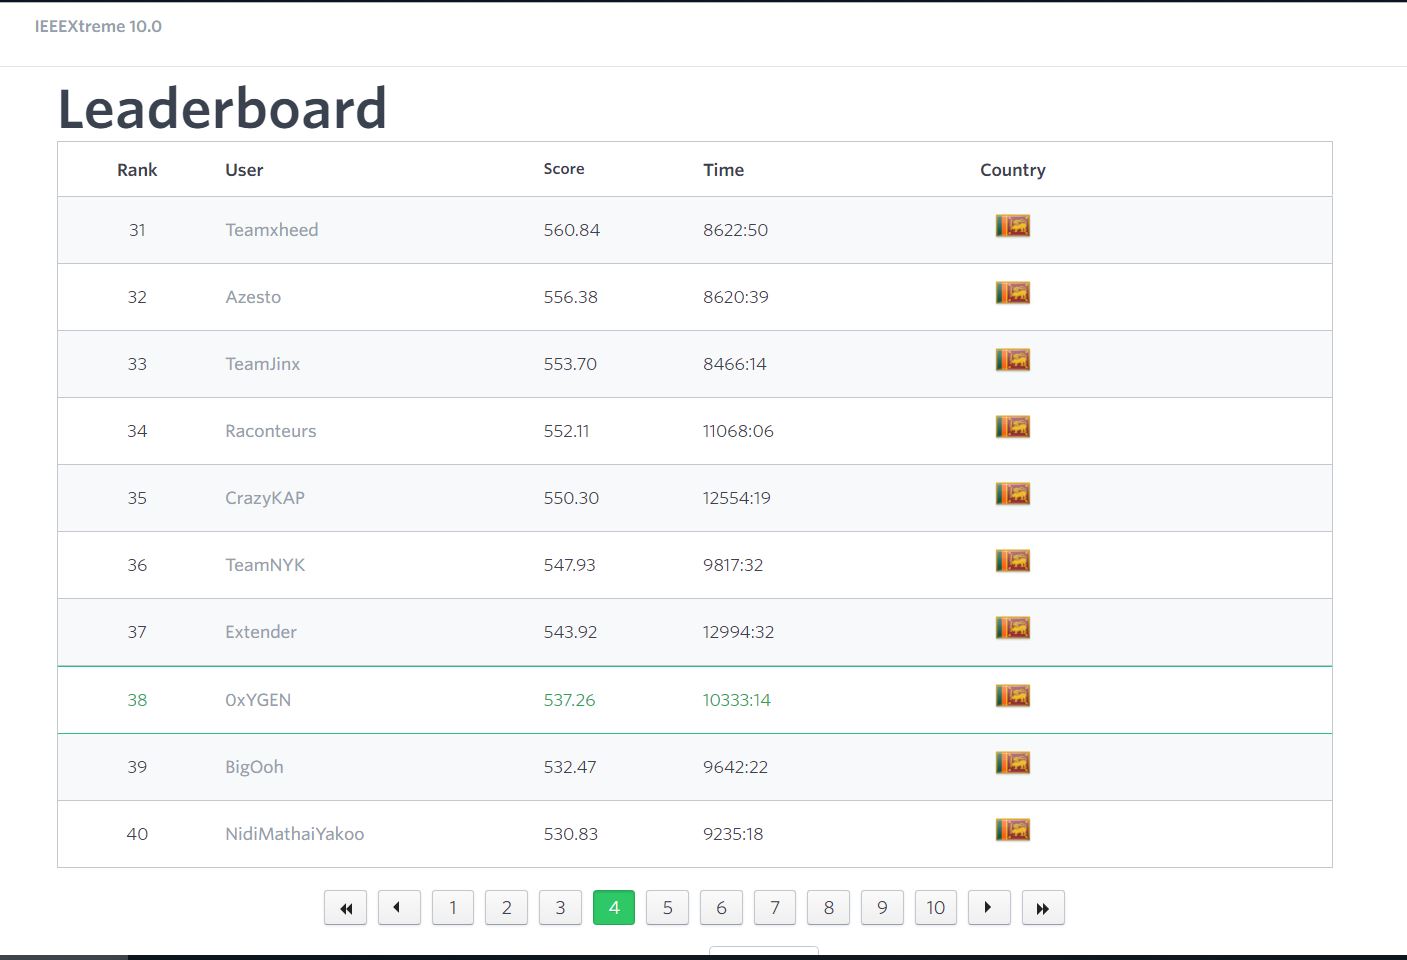 IEEEXtreme 10.0
Leaderboard
Rank User Score Time Country
31 Teamxheed 560.84 8622:50
32 Azesto 556.38 8620:39
33 TeamJinx 553.70 8466:14
34 Raconteurs 552.11 11068:06
35 CrazyKAP 550.30 12554:19
36 TeamNYK 547.93 9817:32
37 Extender 543.92 12994:32
38 0xYGEN 537.26 10333:14
39 BigOoh 532.47 9642:22
40 NidiMathaiYakoo 530.83 9235:18
1 2 3 4 5 6 7 8 9 10